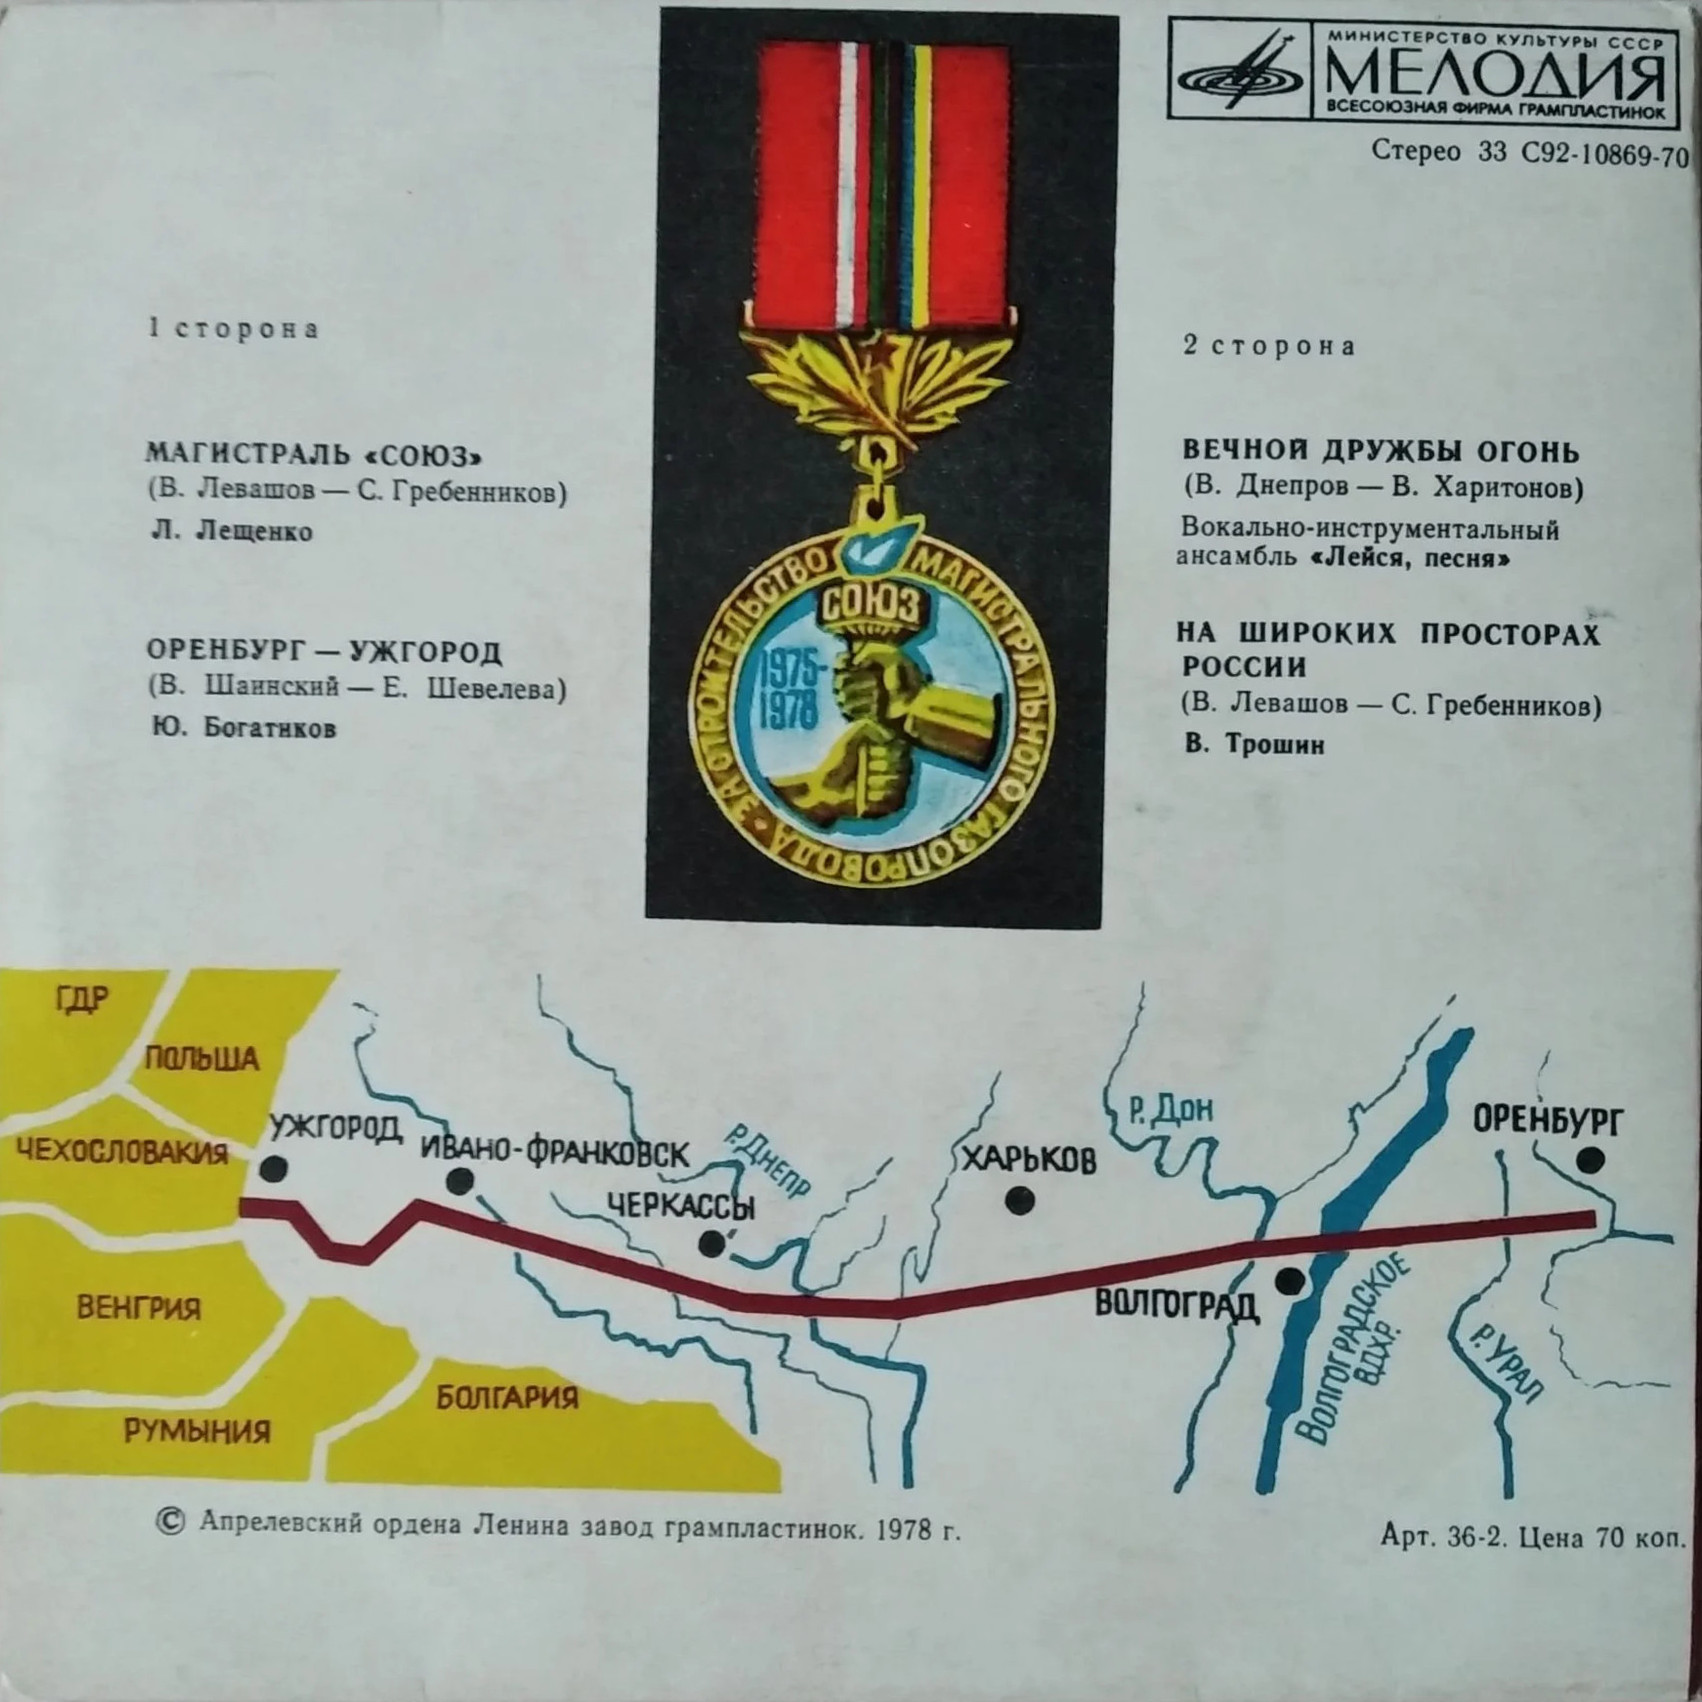 МИНИСТЕРСТВО КУЛЬТУРЫ СССР
МЕЛОДИЯ
ВСЕСОЮЗНАЯ ФИРМА ГРАМПЛАСТИНОК
Стерео 33 С92-10869-70
1 сторона
МАГИСТРАЛЬ «СОЮЗ»
(В. Левашов — С. Гребенников)
Л. Лещенко
ОРЕНБУРГ — УЖГОРОД
(В. Шаинский — Е. Шевелева)
Ю. Богатиков
ЗА СТРОИТЕЛЬСТВО МАГИСТРАЛЬНОГО ГАЗОПРОВОДА
СОЮЗ
1975-
1978
2 сторона
ВЕЧНОЙ ДРУЖБЫ ОГОНЬ
(В. Днепров — В. Харитонов)
Вокально-инструментальный
ансамбль «Лейся, песня»
НА ШИРОКИХ ПРОСТОРАХ
РОССИИ
(В. Левашов — С. Гребенников)
В. Трошин
ГДР
ПОЛЬША
ЧЕХОСЛОВАКИЯ
УЖГОРОД
ИВАНО-ФРАНКОВСК
Р. ДНЕПР
ЧЕРКАССЫ
ХАРЬКОВ
Р. ДОН
ОРЕНБУРГ
ВЕНГРИЯ
ВОЛГОГРАД
ВОЛГОГРАДСКОЕ
ВДХР.
Р. УРАЛ
БОЛГАРИЯ
РУМЫНИЯ
© Апрелевский ордена Ленина завод грампластинок. 1978 г.
Арт. 36-2. Цена 70 коп.